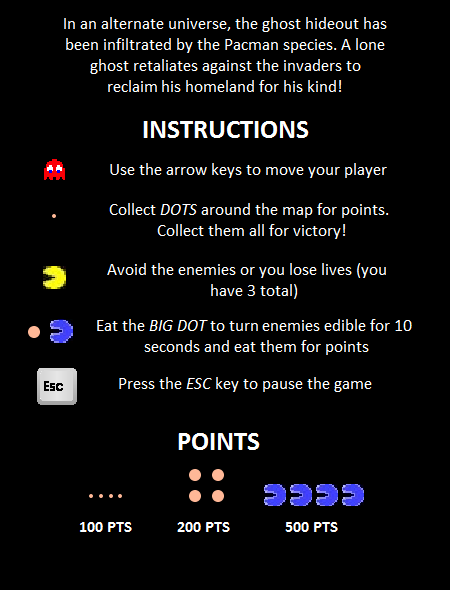 In an alternate universe, the ghost hideout has
been infiltrated by the Pacman species. A lone
ghost retaliates against the invaders to
reclaim his homeland for his kind!
INSTRUCTIONS
Use the arrow keys to move your player
Collect DOTS around the map for points.
Collect them all for victory!
Avoid the enemies or you lose lives (you
have 3 total)
Eat the BIG DOT to turn enemies edible for 10
seconds and eat them for points
Esc
Press the ESC key to pause the game
POINTS
100 PTS
200 PTS
500 PTS